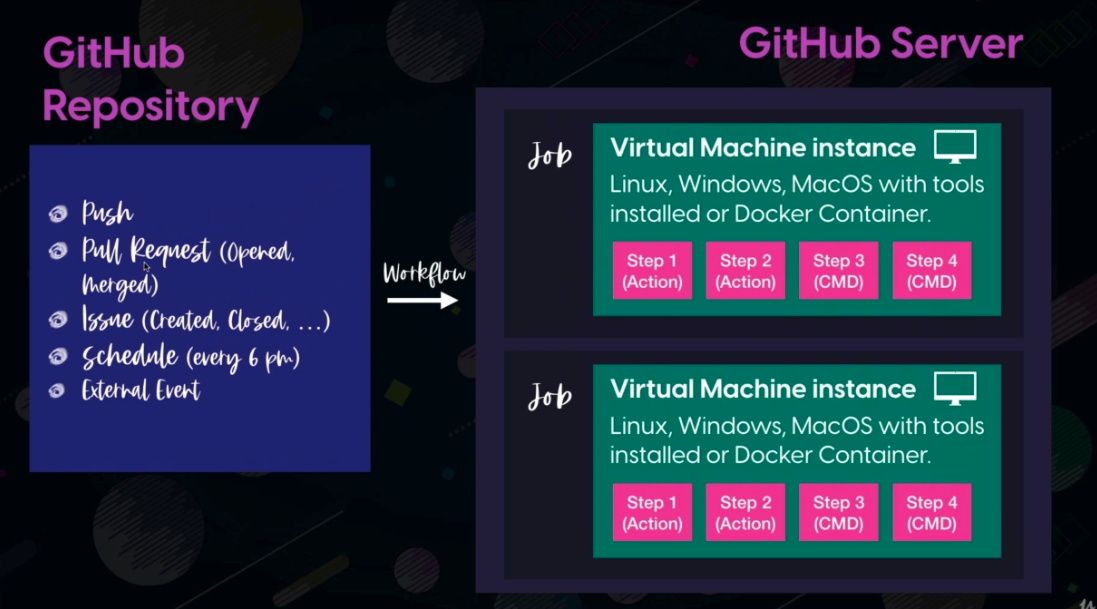 GitHub
Repository
Push
Pull Request (Opened,
Merged)
Issue (Created, Closed, ...)
Schedule (every 6 pm)
External Event
Workflow
GitHub Server
Job
Virtual Machine instance
Linux, Windows, MacOS with tools
installed or Docker Container.
Step 1
(Action)
Step 2
(Action)
Step 3
(CMD)
Step 4
(CMD)
Job
Virtual Machine instance
Linux, Windows, MacOS with tools
installed or Docker Container.
Step 1
(Action)
Step 2
(Action)
Step 3
(CMD)
Step 4
(CMD)